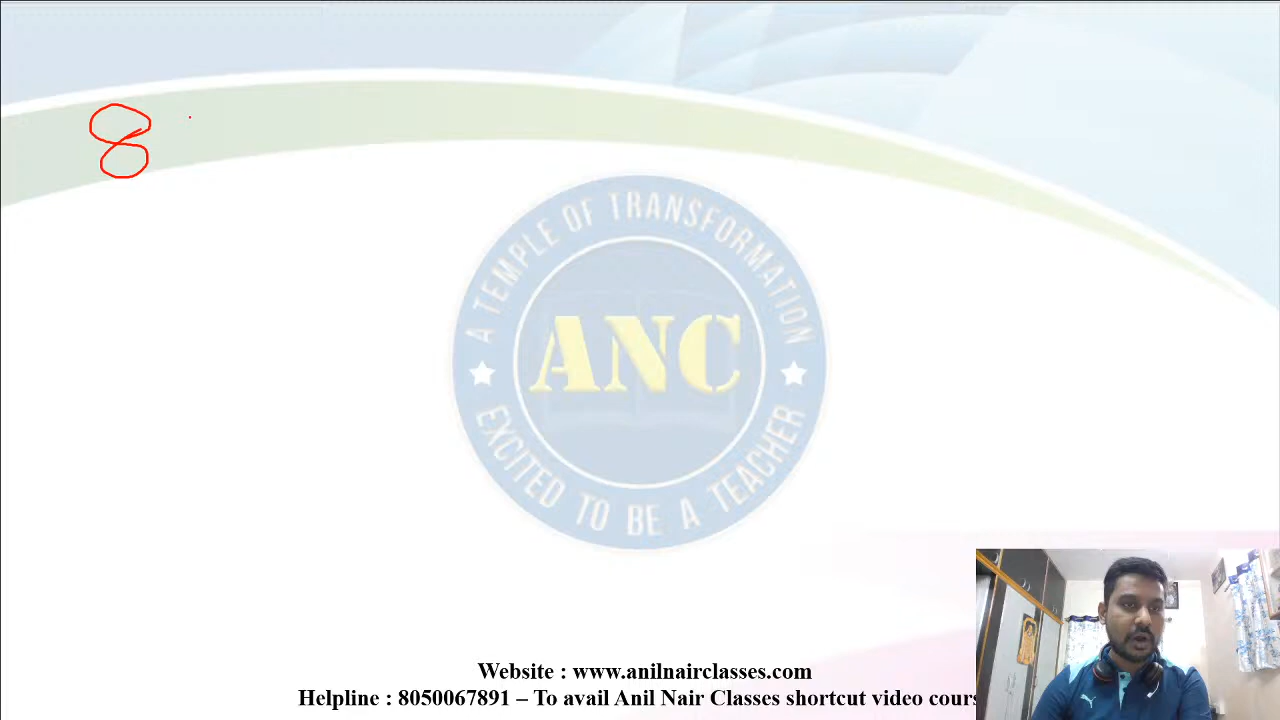 8
A TEMPLE OF TRANSFORMATION
ANC
EXCITED TO BE A TEACHER
Website : www.anilnairclasses.com
Helpline : 8050067891 – To avail Anil Nair Classes shortcut video cours